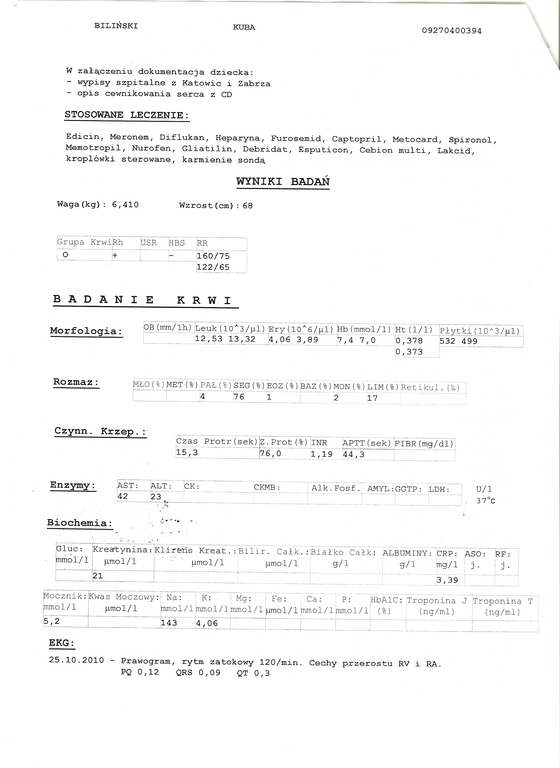 BILIŃSKI KUBA 09270400394
W załączeniu dokumentacja dziecka:
- wypisy szpitalne z Katowic i Zabrza
- opis cewnikowania serca z CD
STOSOWANE LECZENIE:
Edicin, Meronem, Diflukan, Heparyna, Furosemid, Captopril, Metocard, Spironol,
Memotropil, Nurofen, Gliatilin, Debridat, Esputicon, Cebion multi, Lakcid,
kroplówki sterowane, karmienie sondą
WYNIKI BADAŃ
Waga(kg): 6,410 Wzrost(cm): 68
Grupa Krwi Rh USR HBS RR
O + - 160/75
122/65
BADANIE KRWI
Morfologia: OB(mm/1h) Leuk(10^3/µl) Ery(10^6/µl) Hb(mmol/l) Ht(l/l) Płytki(10^3/µl)
12,53 13,32 4,06 3,89 7,4 7,0 0,378 532 499
0,373
Rozmaz: MŁO(%) MET(%) PAŁ(%) SEG(%) EOZ(%) BAZ(%) MON(%) LIM(%) Retikul.(‰)
4 76 1 2 17
Czynn. Krzep.:
Czas Protr(sek) Z.Prot(%) INR APTT(sek) FIBR(mg/dl)
15,3 76,0 1,19 44,3
Enzymy: AST: ALT: CK: CKMB: Alk.Fosf. AMYL: GGTP: LDH: U/l
42 23 37°C
Biochemia:
Gluc: Kreatynina: Klirens Kreat.: Bilir. Całk.: Białko Całk: ALBUMINY: CRP: ASO: RF:
mmol/l µmol/l µmol/l µmol/l g/l g/l mg/l j. j.
21 3,39
Mocznik: Kwas Moczowy: Na: K: Mg: Fe: Ca: P: HbA1C: Troponina J Troponina T
mmol/l µmol/l mmol/l mmol/l mmol/l µmol/l mmol/l mmol/l (%) (ng/ml) (ng/ml)
5,2 143 4,06
EKG:
25.10.2010 - Prawogram, rytm zatokowy 120/min. Cechy przerostu RV i RA.
PQ 0,12 QRS 0,09 QT 0,3